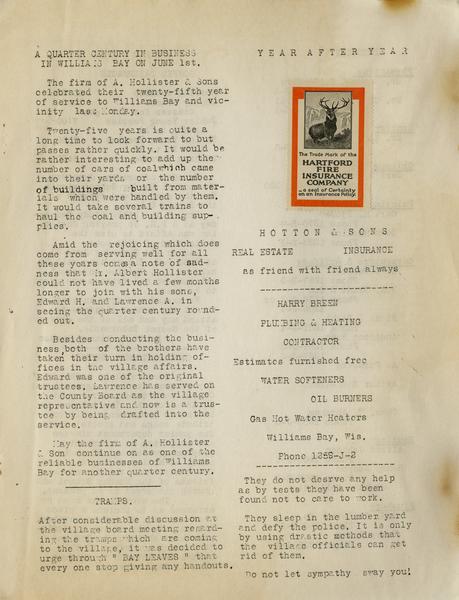 A QUARTER CENTURY IN BUSINESS
IN WILLIAMS BAY ON JUNE 1st.
The firm of A. Hollister & Sons
celebrated their twenty-fifth year
of service to Williams Bay and vic-
inity last Monday.
Twenty-five years is quite a
long time to look forward to but
passes rather quickly. It would be
rather interesting to add up the
number of cars of coalwhich came
into their yards or the number
of buildings built from mater-
ials which were handled by them.
It would take several trains to
haul the coal and building sup-
plies.
Amid the rejoicing which does
come from serving well for all
these years comes a note of sad-
ness that Mr. Albert Hollister
could not have lived a few months
longer to join with his sons,
Edward H. and Lawrence A. in
seeing the quarter century round-
ed out.
Besides conducting the busi-
ness both of the brothers have
taken their turn in holding of-
fices in the village affairs.
Edward was one of the original
trustees. Lawrence has served on
the County Board as the village
representative and now is a trus-
tee by being drafted into the
service.
May the firm of A. Hollister
& Son continue on as one of the
reliable businesses of Williams
Bay for another quarter century.
TRAMPS.
After considerable discussion at
the village board meeting regard-
ing the tramps which are coming
to the village, it was decided to
urge through " BAY LEAVES " that
every one stop giving any handouts.
YEAR AFTER YEAR
The Trade Mark of the
HARTFORD
FIRE
INSURANCE
COMPANY
a seal of Certainty
on an Insurance Policy.
HOTTON & SONS
REAL ESTATE INSURANCE
as friend with friend always
HARRY BREEN
PLUMBING & HEATING
CONTRACTOR
Estimates furnished free
WATER SOFTENERS
OIL BURNERS
Gas Hot Water Heaters
Williams Bay, Wis.
Phone 1359-J-2
They do not desrve any help
as by tests they have been
found not to care to work.
They sleep in the lumber yard
and defy the police. It is only
by using drastic methods that
the village officials can get
rid of them.
Do not let sympathy sway you!